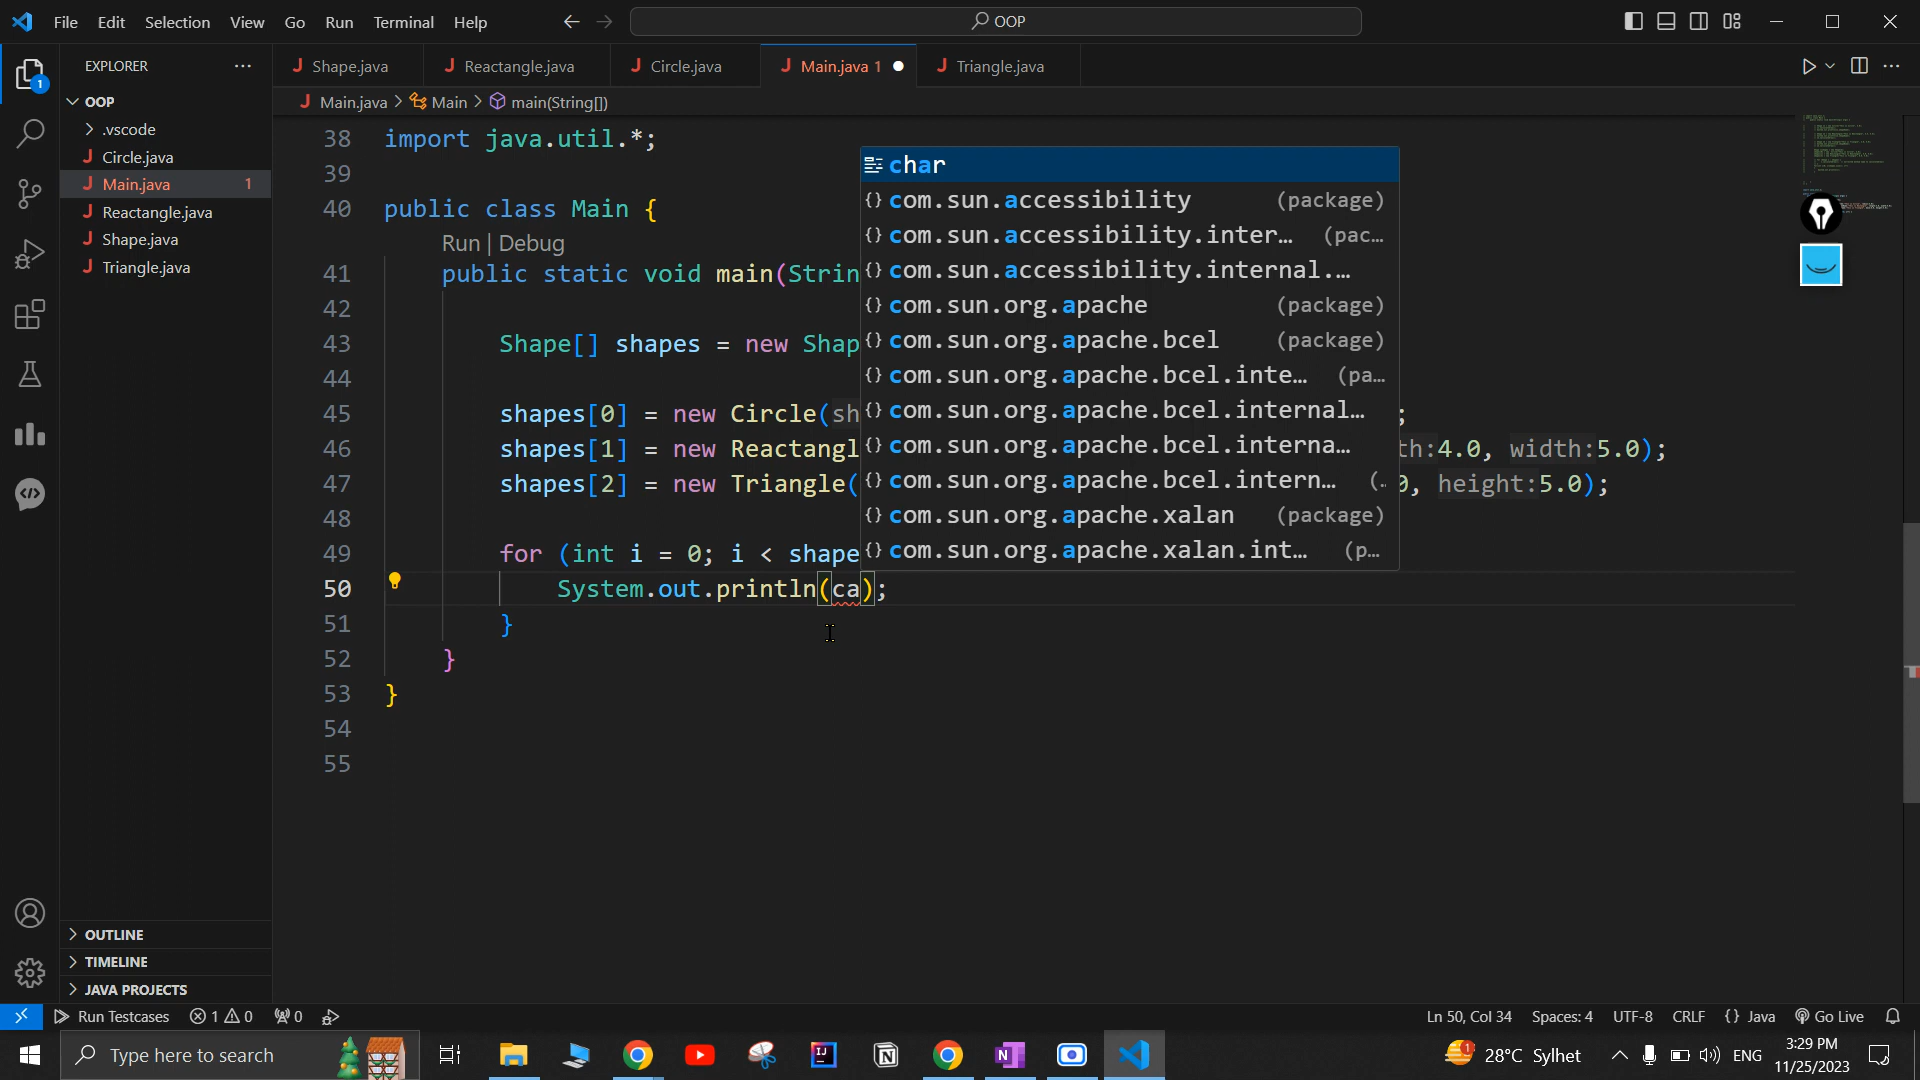 File Edit Selection View Go Run Terminal Help
OOP
EXPLORER
OOP
.vscode
Circle.java
Main.java 1
Reactangle.java
Shape.java
Triangle.java
OUTLINE
TIMELINE
JAVA PROJECTS
Shape.java Reactangle.java Circle.java Main.java 1 Triangle.java
Main.java > Main > main(String[])
38 import java.util.*;
39
40 public class Main {
Run | Debug
41 public static void main(Strin
42
43 Shape[] shapes = new Shap
44
45 shapes[0] = new Circle(sh ;
46 shapes[1] = new Reactangl th:4.0, width:5.0);
47 shapes[2] = new Triangle( 0, height:5.0);
48
49 for (int i = 0; i < shape
50 System.out.println(ca);
51 }
52 }
53 }
54
55
char
com.sun.accessibility (package)
com.sun.accessibility.inter... (pac...
com.sun.accessibility.internal....
com.sun.org.apache (package)
com.sun.org.apache.bcel (package)
com.sun.org.apache.bcel.inte... (pa...
com.sun.org.apache.bcel.internal...
com.sun.org.apache.bcel.interna...
com.sun.org.apache.bcel.intern... (.
com.sun.org.apache.xalan (package)
com.sun.org.apache.xalan.int... (p...
Run Testcases 1 0 0
Ln 50, Col 34 Spaces: 4 UTF-8 CRLF {} Java Go Live
Type here to search
28°C Sylhet ENG 3:29 PM
11/25/2023